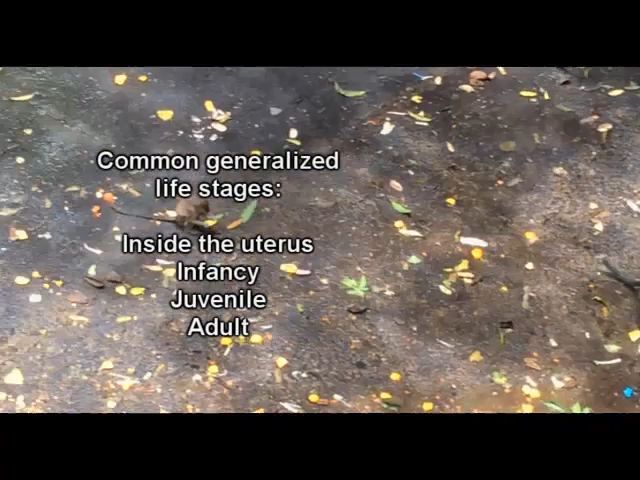 Common generalized
life stages:
Inside the uterus
Infancy
Juvenile
Adult